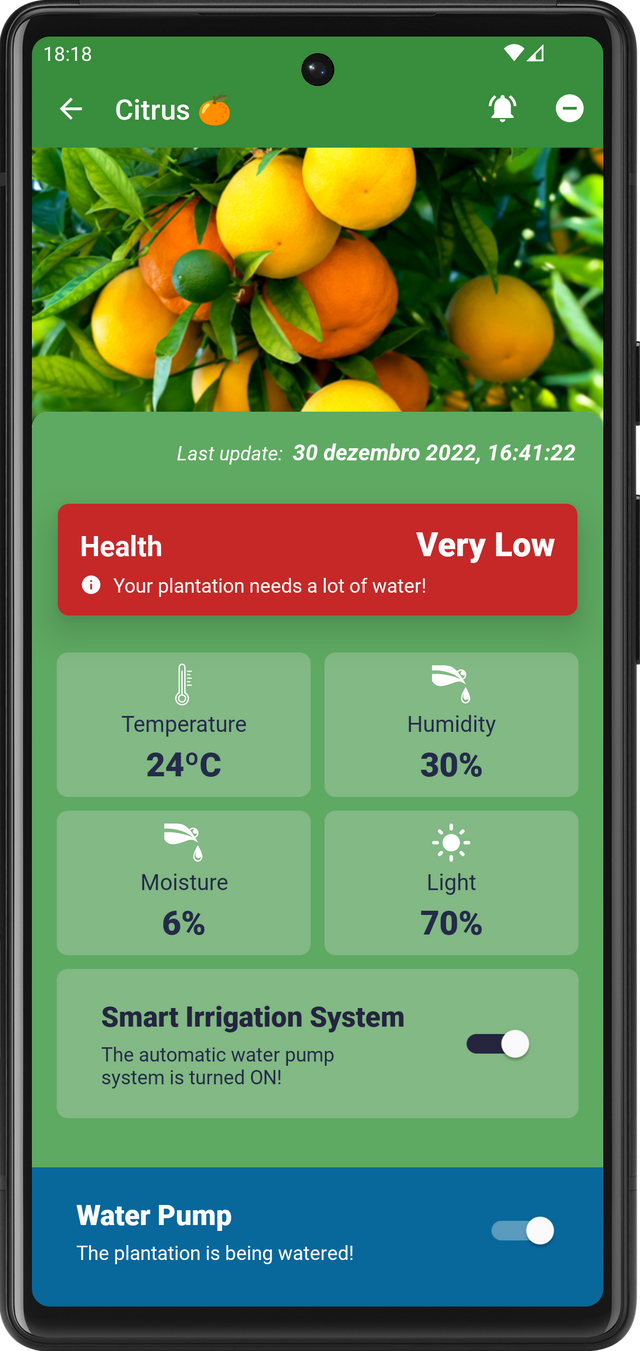 18:18
Citrus 🍊
Last update: 30 dezembro 2022, 16:41:22
Health Very Low
Your plantation needs a lot of water!
Temperature
24ºC
Humidity
30%
Moisture
6%
Light
70%
Smart Irrigation System
The automatic water pump
system is turned ON!
Water Pump
The plantation is being watered!